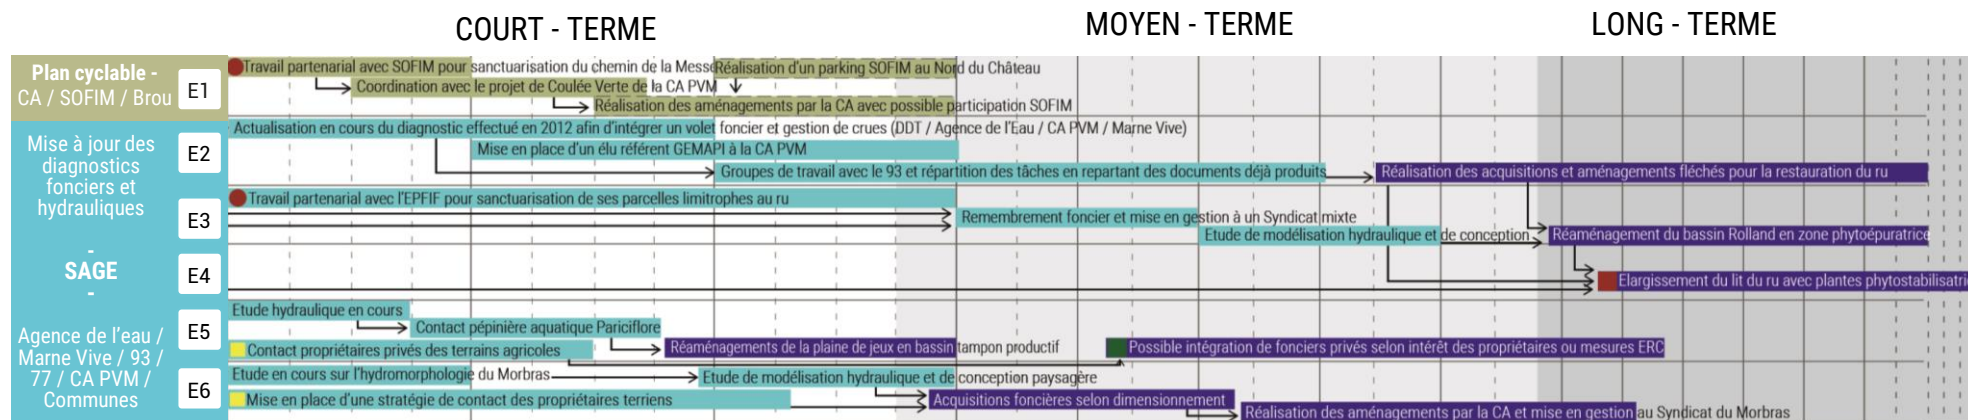 COURT - TERME
MOYEN - TERME
LONG - TERME
Plan cyclable -
CA / SOFIM / Brou
E1
Travail partenarial avec SOFIM pour sanctuarisation du chemin de la Messe
Réalisation d'un parking SOFIM au Nord du Château
Coordination avec le projet de Coulée Verte de la CA PVM
Réalisation des aménagements par la CA avec possible participation SOFIM
Mise à jour des
diagnostics
fonciers et
hydrauliques
-
SAGE
-
Agence de l'eau /
Marne Vive / 93 /
77 / CA PVM /
Communes
E2
Actualisation en cours du diagnostic effectué en 2012 afin d'intégrer un volet foncier et gestion de crues (DDT / Agence de l'Eau / CA PVM / Marne Vive)
Mise en place d'un élu référent GEMAPI à la CA PVM
Groupes de travail avec le 93 et répartition des tâches en repartant des documents déjà produits
Réalisation des acquisitions et aménagements fléchés pour la restauration du ru
E3
Travail partenarial avec l'EPFIF pour sanctuarisation de ses parcelles limitrophes au ru
Remembrement foncier et mise en gestion à un Syndicat mixte
Etude de modélisation hydraulique et de conception
Réaménagement du bassin Rolland en zone phytoépuratrice
E4
Elargissement du lit du ru avec plantes phytostabilisatri
E5
Etude hydraulique en cours
Contact pépinière aquatique Pariciflore
Contact propriétaires privés des terrains agricoles
Réaménagements de la plaine de jeux en bassin tampon productif
Possible intégration de fonciers privés selon intérêt des propriétaires ou mesures ERC
E6
Etude en cours sur l'hydromorphologie du Morbras
Etude de modélisation hydraulique et de conception paysagère
Mise en place d'une stratégie de contact des propriétaires terriens
Acquisitions foncières selon dimensionnement
Réalisation des aménagements par la CA et mise en gestion au Syndicat du Morbras